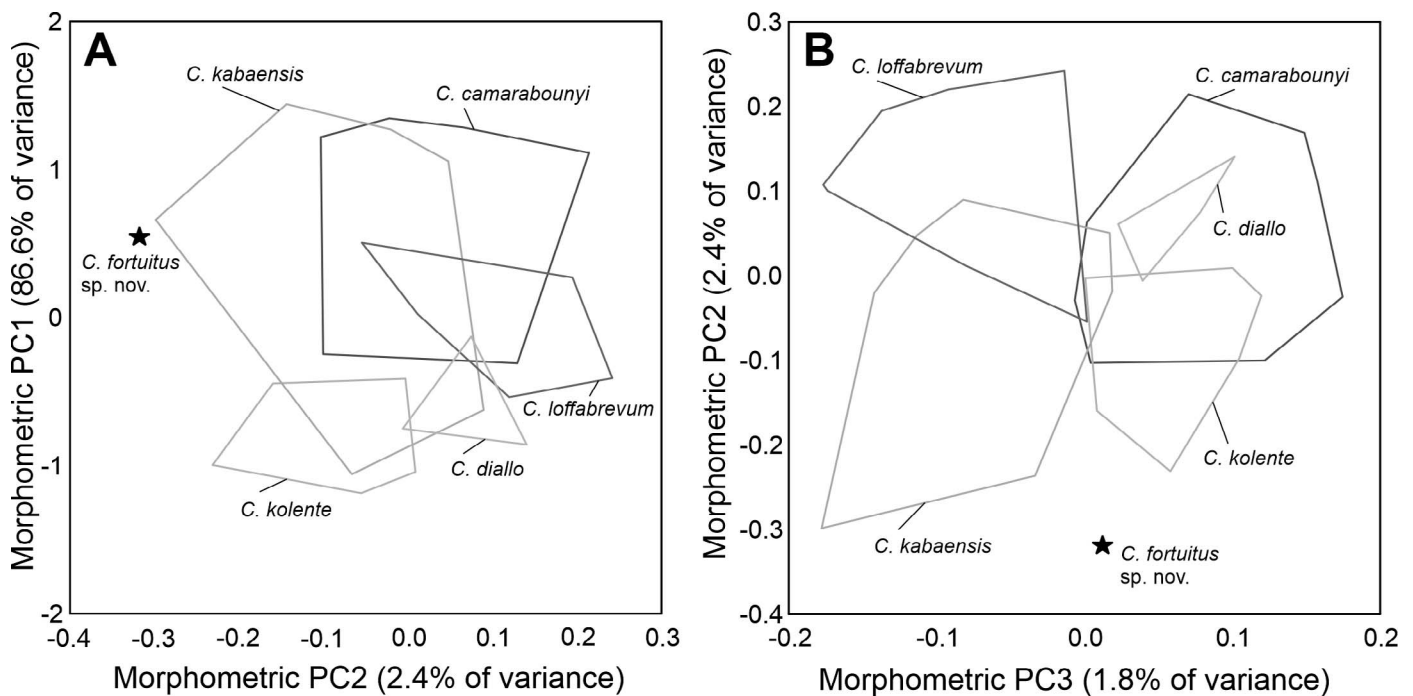 A
Morphometric PC1 (86.6% of variance)
2
1
0
-1
-2
-0.4
-0.3
-0.2
-0.1
0.0
0.1
0.2
0.3
Morphometric PC2 (2.4% of variance)
C. kabaensis
C. camarabounyi
C. fortuitus
sp. nov.
C. loffabrevum
C. diallo
C. kolente
B
Morphometric PC2 (2.4% of variance)
0.3
0.2
0.1
0.0
-0.1
-0.2
-0.3
-0.4
-0.2
-0.1
0.0
0.1
0.2
Morphometric PC3 (1.8% of variance)
C. loffabrevum
C. camarabounyi
C. diallo
C. kolente
C. kabaensis
C. fortuitus
sp. nov.